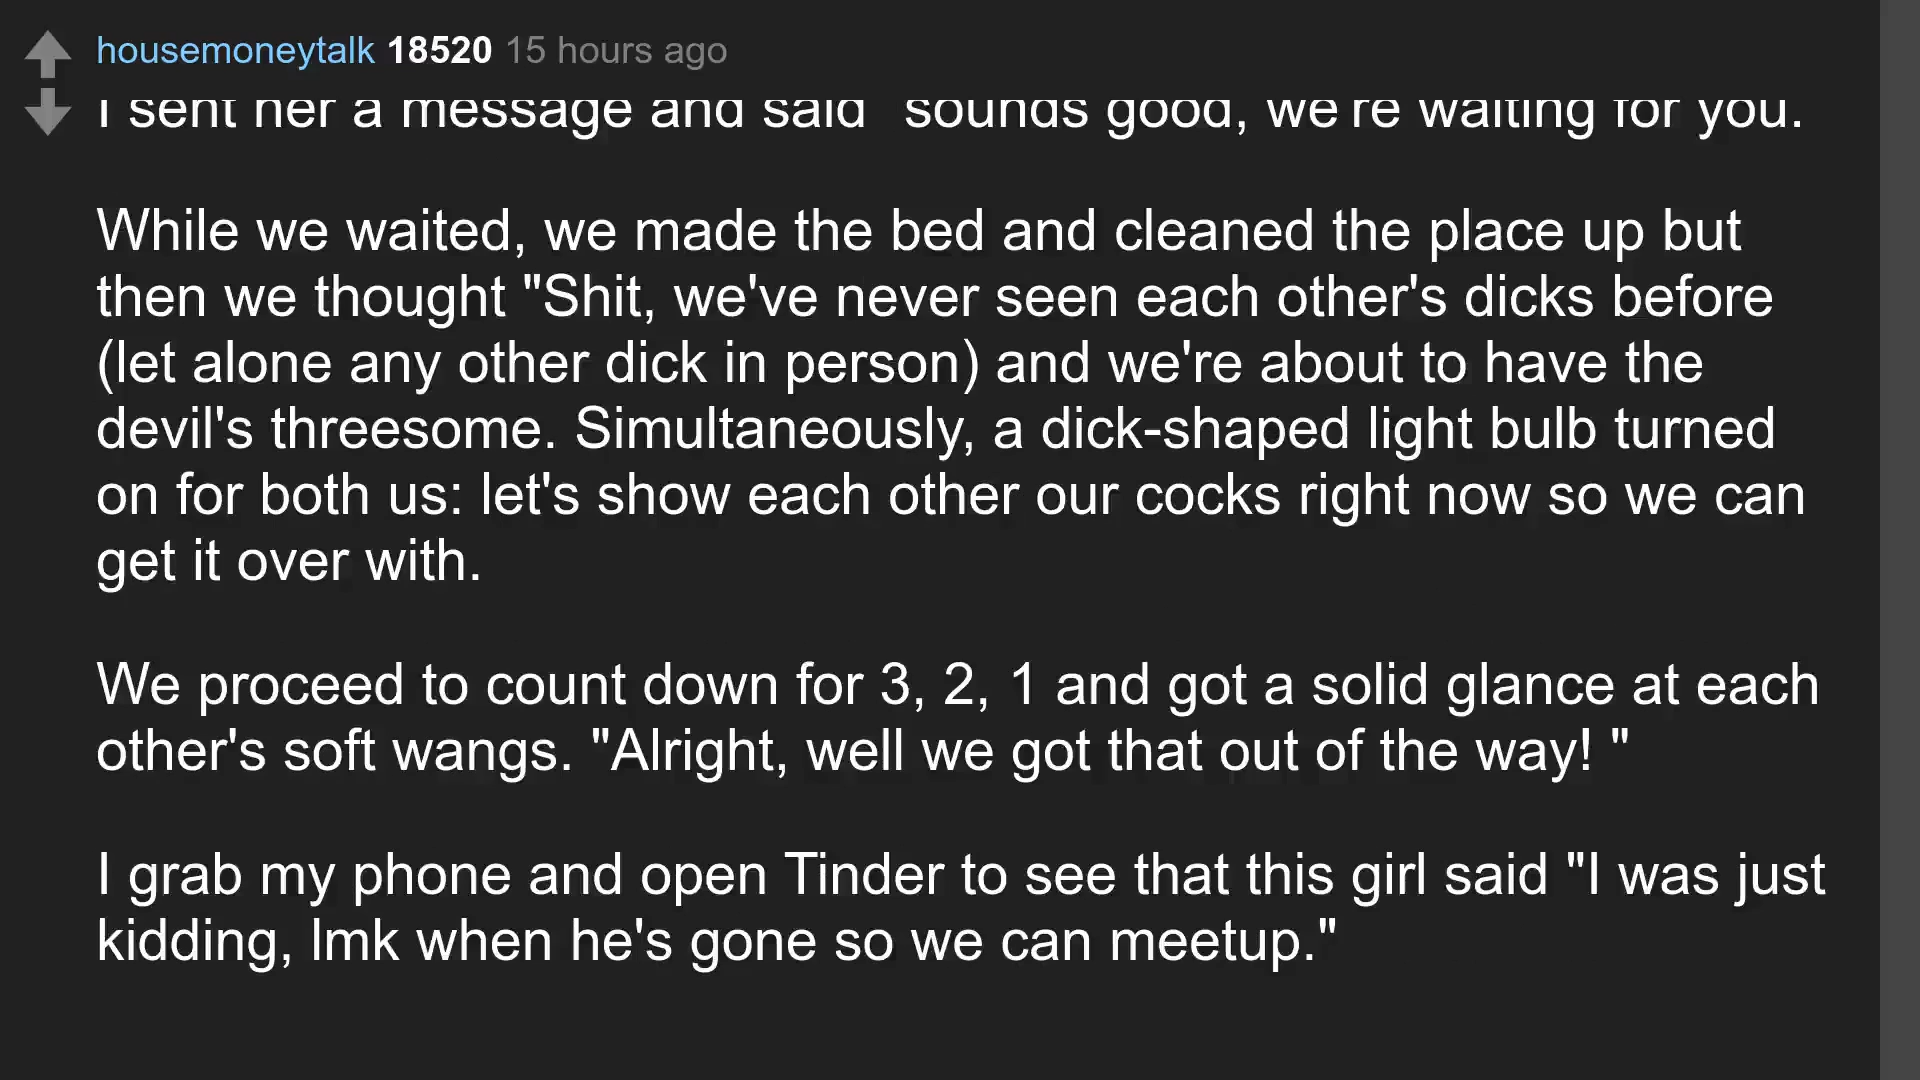 housemoneytalk 18520 15 hours ago
I sent her a message and said "sounds good, we're waiting for you.
While we waited, we made the bed and cleaned the place up but
then we thought "Shit, we've never seen each other's dicks before
(let alone any other dick in person) and we're about to have the
devil's threesome. Simultaneously, a dick-shaped light bulb turned
on for both us: let's show each other our cocks right now so we can
get it over with.
We proceed to count down for 3, 2, 1 and got a solid glance at each
other's soft wangs. "Alright, well we got that out of the way! "
I grab my phone and open Tinder to see that this girl said "I was just
kidding, lmk when he's gone so we can meetup."